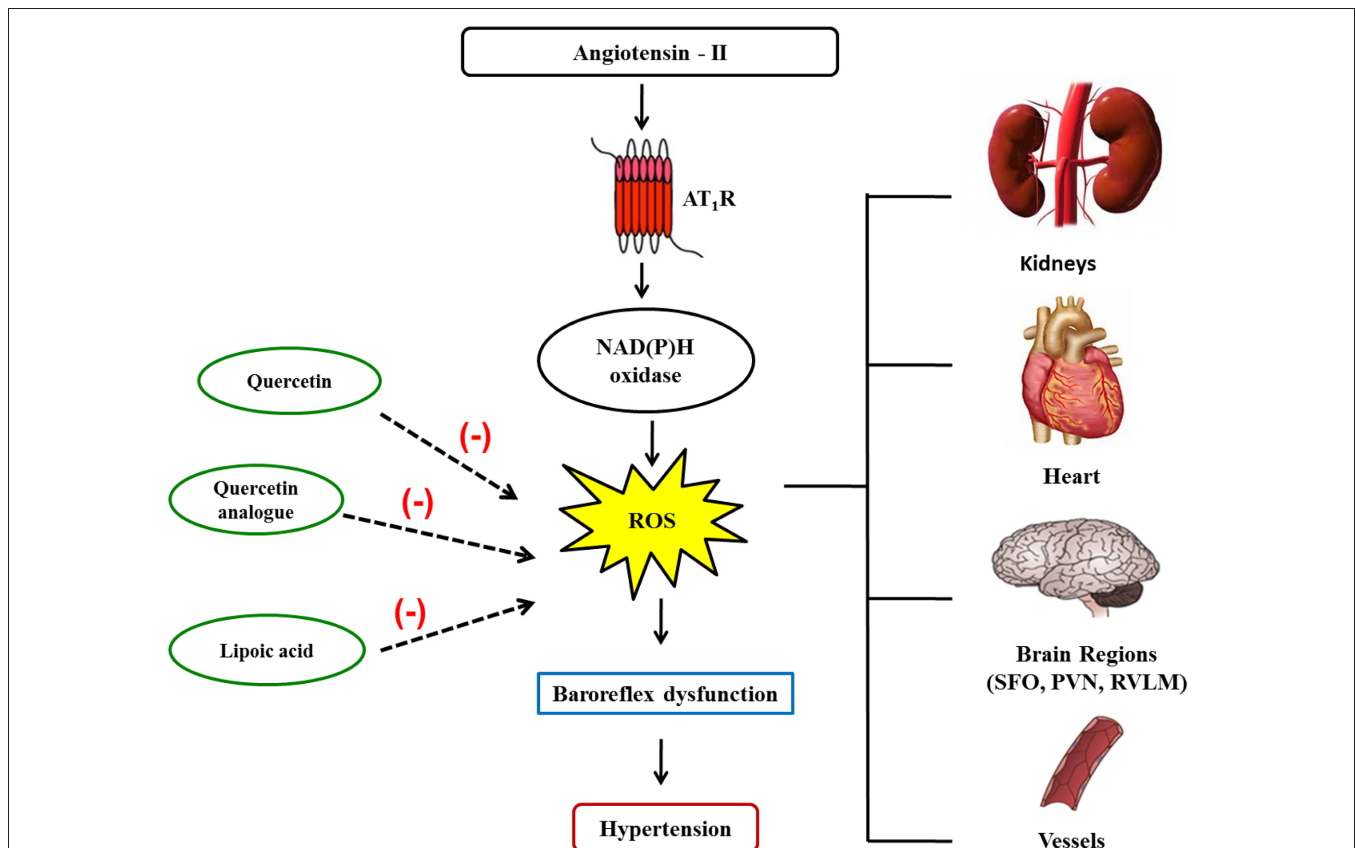 Angiotensin - II
AT₁R
NAD(P)H
oxidase
Quercetin
(-)
Quercetin
analogue
(-)
Lipoic acid
(-)
ROS
Baroreflex dysfunction
Hypertension
Kidneys
Heart
Brain Regions
(SFO, PVN, RVLM)
Vessels